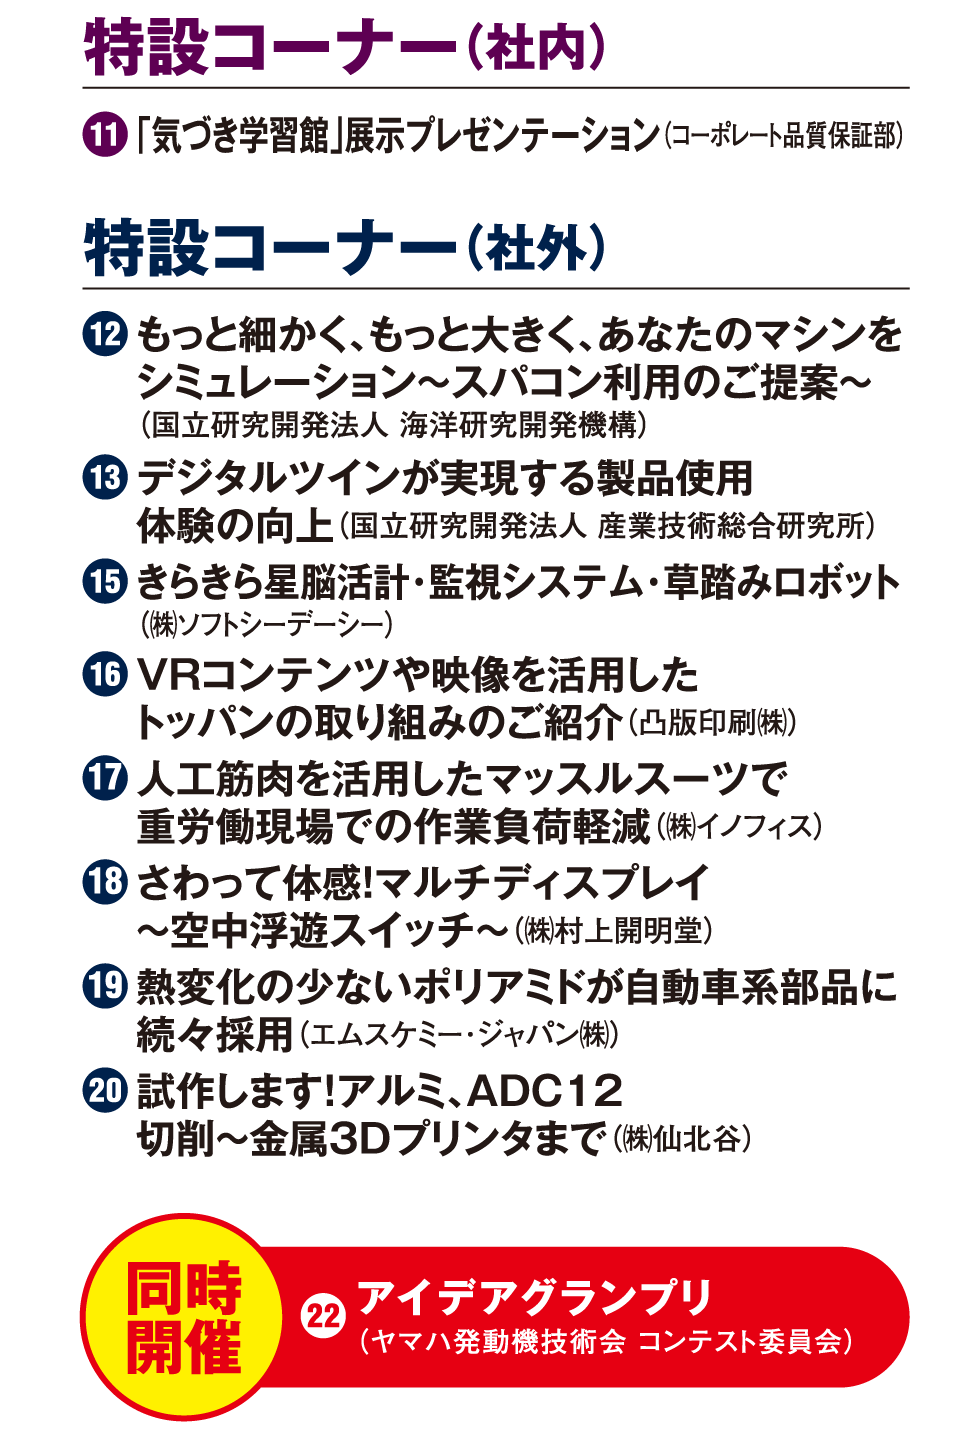 特設コーナー（社内）
11 「気づき学習館」展示プレゼンテーション（コーポレート品質保証部）
特設コーナー（社外）
12 もっと細かく、もっと大きく、あなたのマシンを
シミュレーション～スパコン利用のご提案～
（国立研究開発法人 海洋研究開発機構）
13 デジタルツインが実現する製品使用
体験の向上（国立研究開発法人 産業技術総合研究所）
15 きらきら星脳活計・監視システム・草踏みロボット
（㈱ソフトシーデーシー）
16 VRコンテンツや映像を活用した
トッパンの取り組みのご紹介（凸版印刷㈱）
17 人工筋肉を活用したマッスルスーツで
重労働現場での作業負荷軽減（㈱イノフィス）
18 さわって体感！マルチディスプレイ
～空中浮遊スイッチ～（㈱村上開明堂）
19 熱変化の少ないポリアミドが自動車系部品に
続々採用（エムスケミー・ジャパン㈱）
20 試作します！アルミ、ADC12
切削～金属3Dプリンタまで（㈱仙北谷）
同時
開催
22 アイデアグランプリ
（ヤマハ発動機技術会 コンテスト委員会）